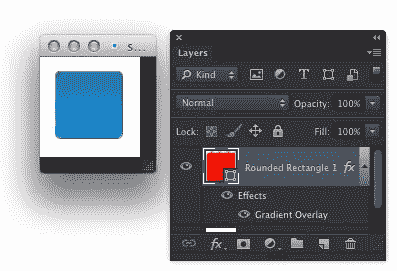 S...
Layers
Kind
T
Normal
Opacity: 100%
Lock:
Fill: 100%
Rounded Rectangle 1
fx
Effects
Gradient Overlay
fx